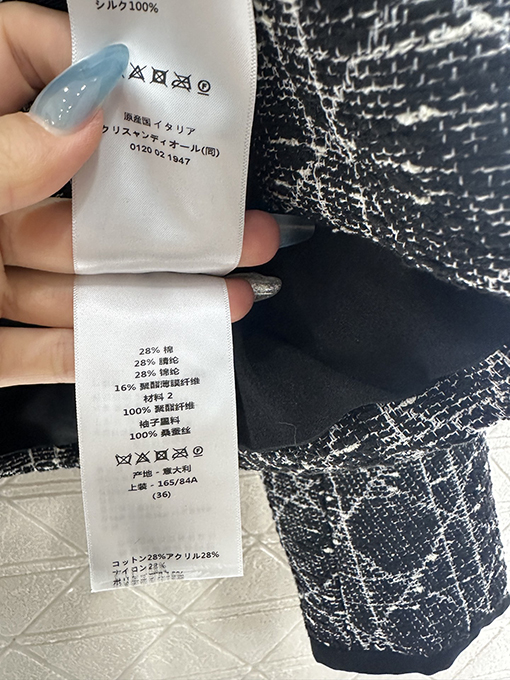 シルク100%
原産国 イタリア
クリスャンディオール(同)
0120 02 1947
28% 棉
28% 腈纶
28% 锦纶
16% 聚酯薄膜纤维
材料 2
100% 聚酯纤维
袖子里料
100% 桑蚕丝
产地 - 意大利
上装 - 165/84A
(36)
コットン28%アクリル28%
ナイロン28%